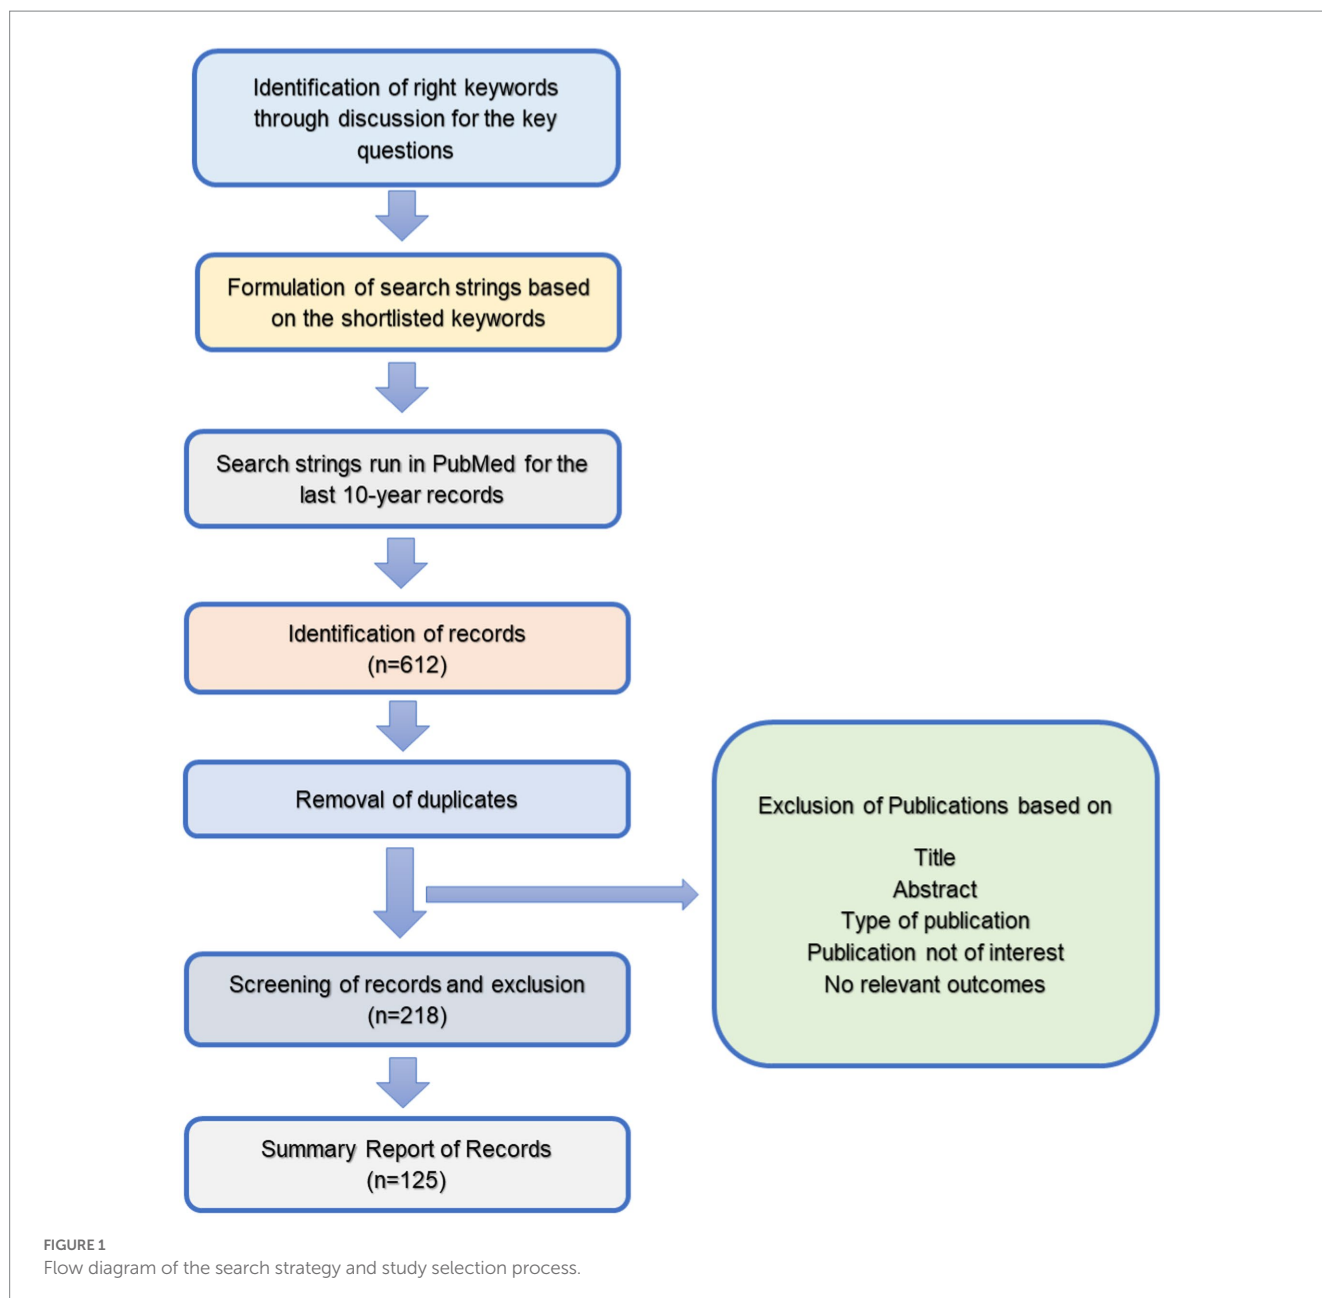 Identification of right keywords
through discussion for the key
questions
Formulation of search strings based
on the shortlisted keywords
Search strings run in PubMed for the
last 10-year records
Identification of records
(n=612)
Removal of duplicates
Exclusion of Publications based on
Title
Abstract
Type of publication
Publication not of interest
No relevant outcomes
Screening of records and exclusion
(n=218)
Summary Report of Records
(n=125)
FIGURE 1
Flow diagram of the search strategy and study selection process.